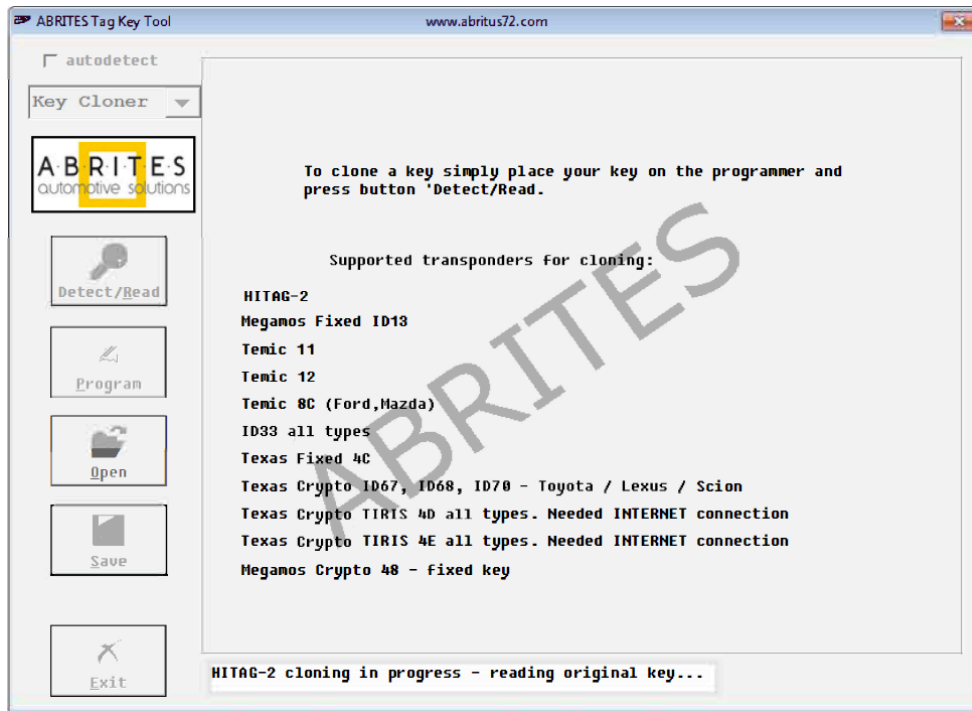 ABRITES Tag Key Tool www.abritus72.com
autodetect
Key Cloner
A·B·R·I·T·E·S
automotive solutions
Detect/Read
Program
Open
Save
Exit
To clone a key simply place your key on the programmer and
press button 'Detect/Read.
Supported transponders for cloning:
HITAG-2
Megamos Fixed ID13
Temic 11
Temic 12
Temic 8C (Ford,Mazda)
ID33 all types
Texas Fixed 4C
Texas Crypto ID67, ID68, ID70 - Toyota / Lexus / Scion
Texas Crypto TIRIS 4D all types. Needed INTERNET connection
Texas Crypto TIRIS 4E all types. Needed INTERNET connection
Megamos Crypto 48 - fixed key
ABRITES
HITAG-2 cloning in progress - reading original key...